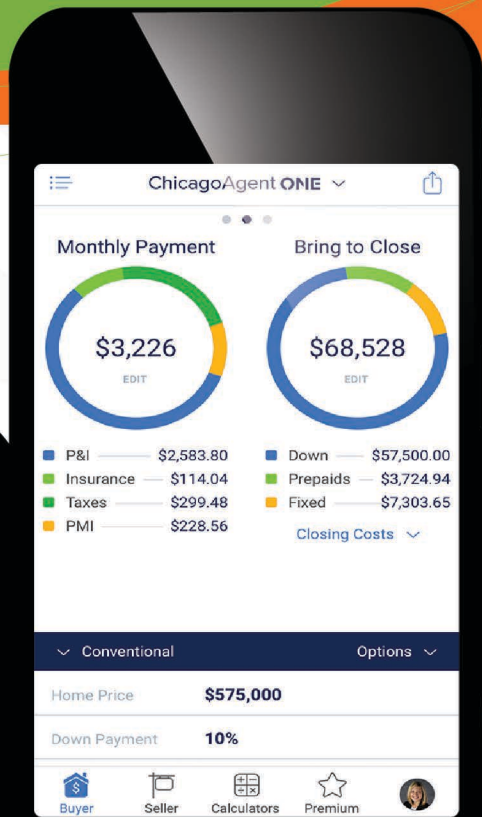 ChicagoAgent ONE
Monthly Payment
$3,226
EDIT
P&I $2,583.80
Insurance $114.04
Taxes $299.48
PMI $228.56
Bring to Close
$68,528
EDIT
Down $57,500.00
Prepaids $3,724.94
Fixed $7,303.65
Closing Costs
Conventional Options
Home Price $575,000
Down Payment 10%
Buyer Seller Calculators Premium